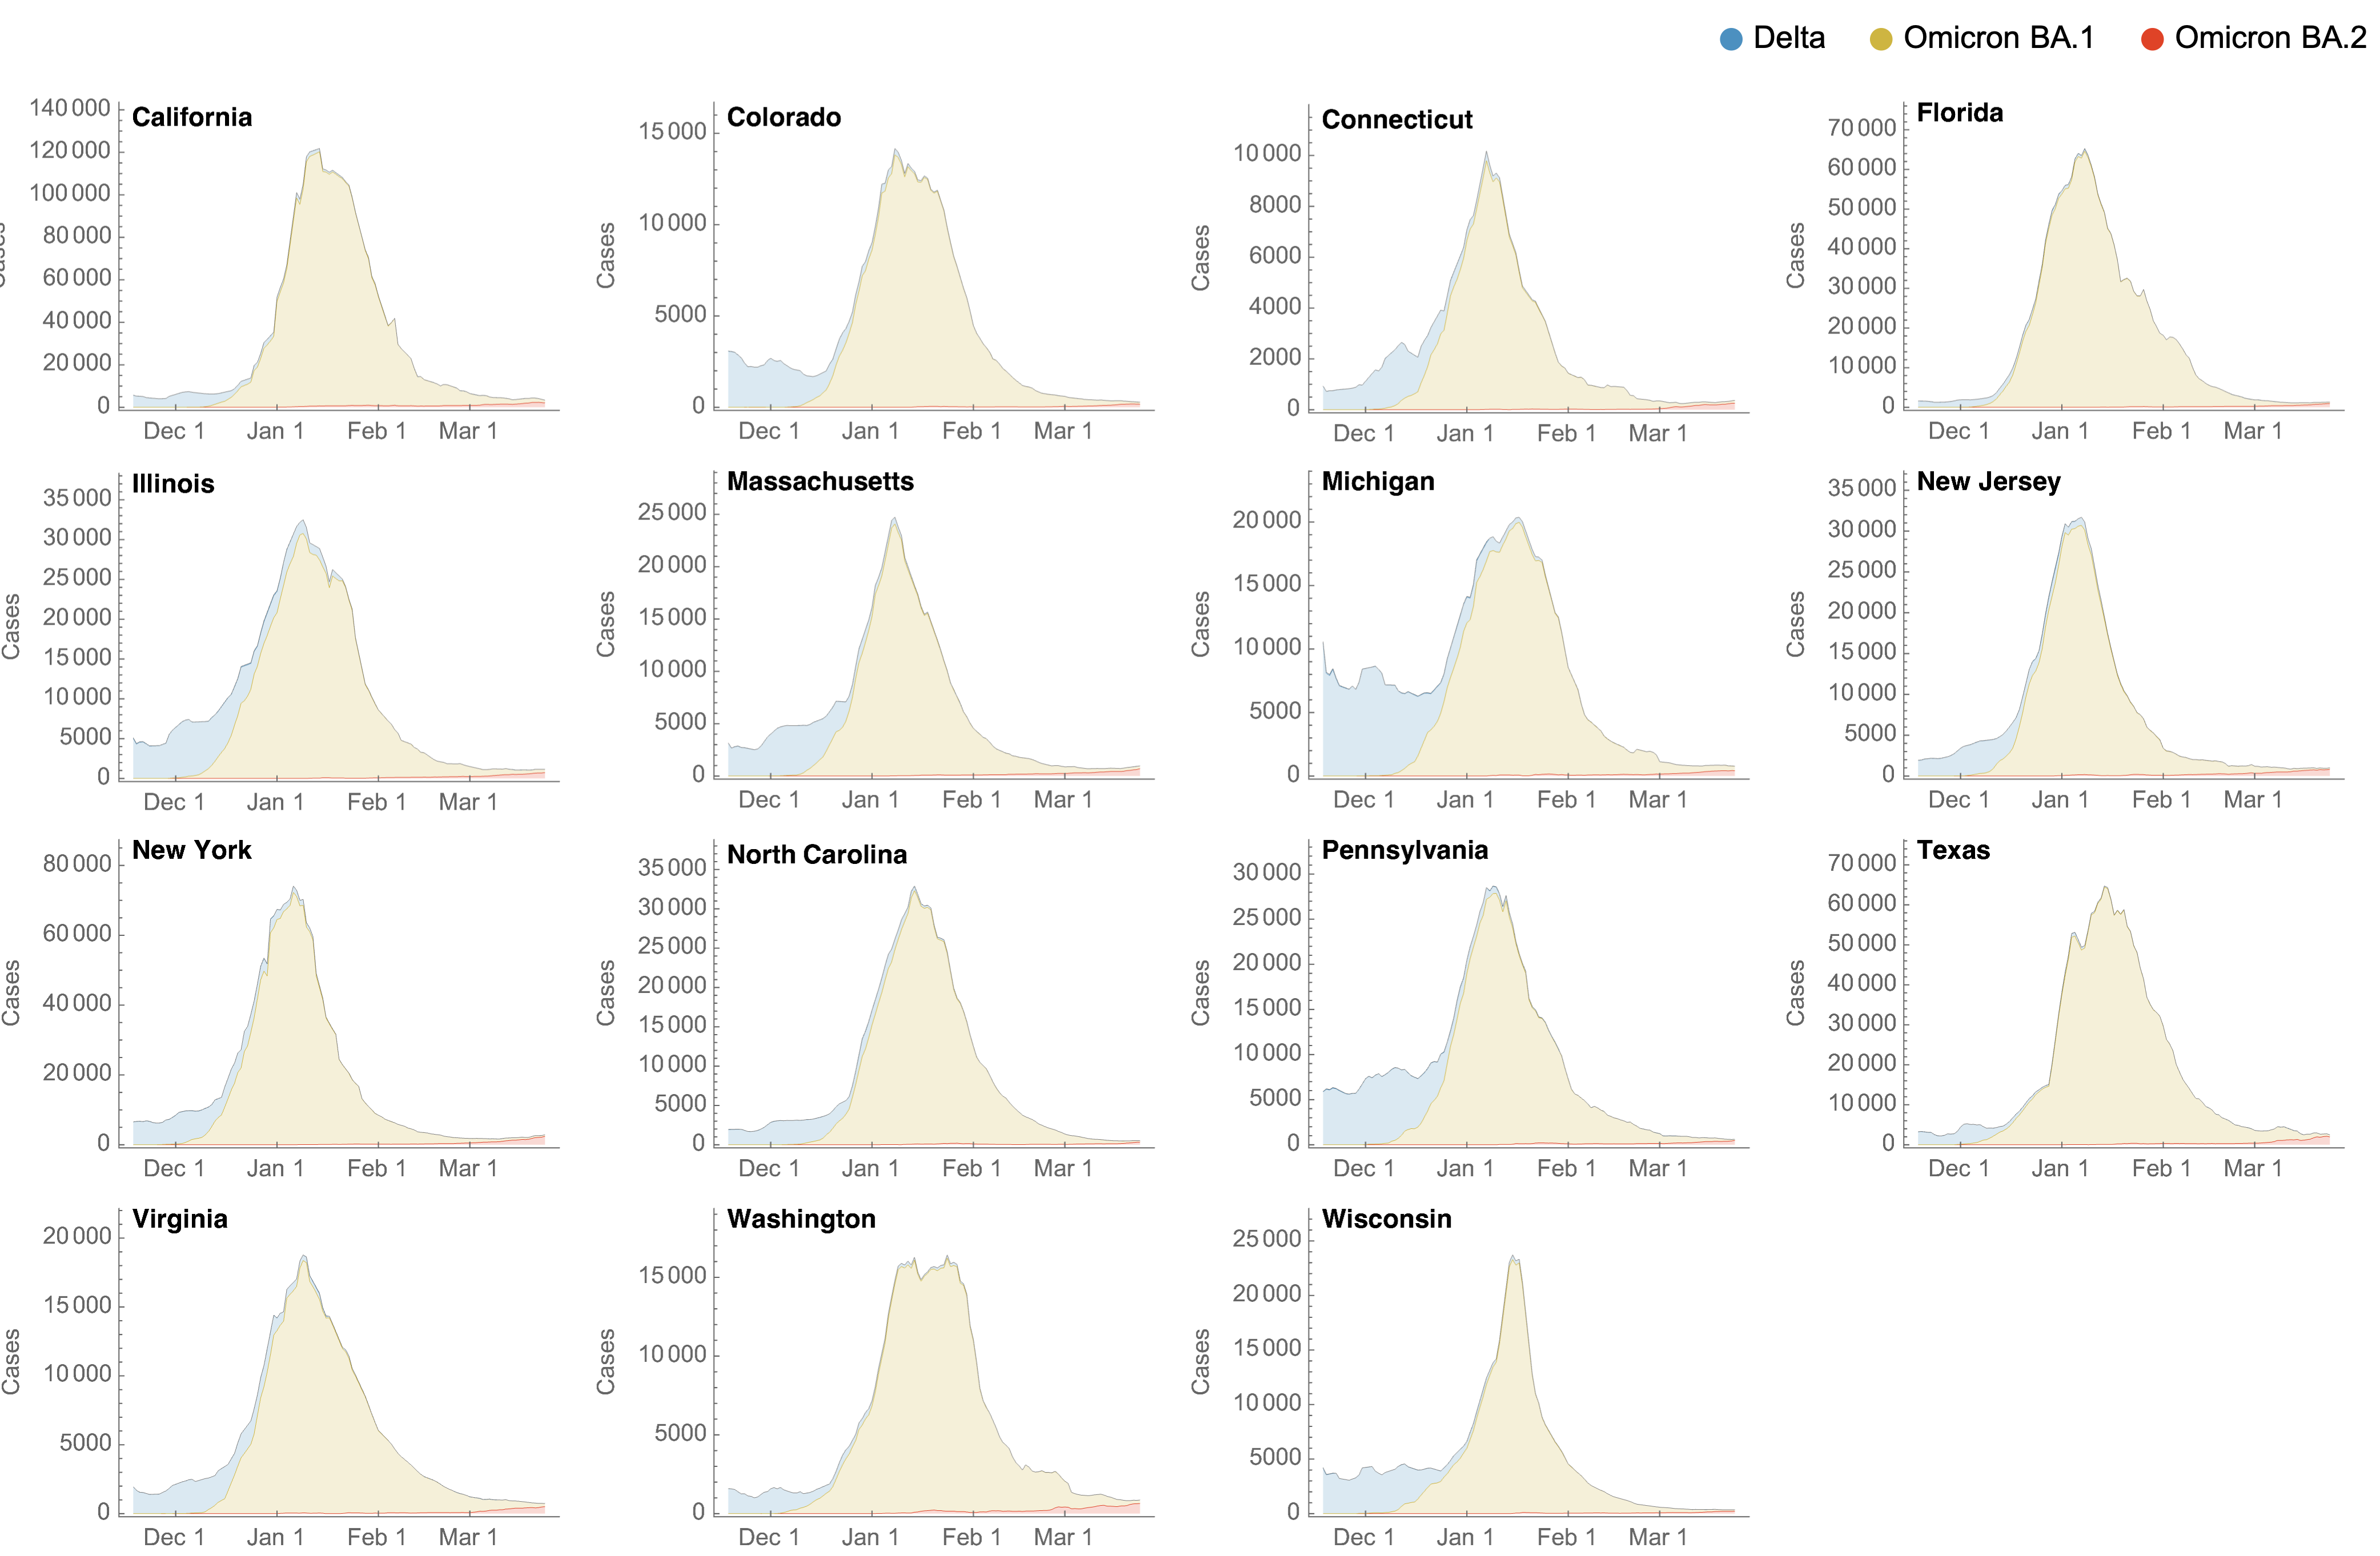 Delta Omicron BA.1 Omicron BA.2
California
140 000
120 000
100 000
80 000
60 000
40 000
20 000
0
Cases
Dec 1 Jan 1 Feb 1 Mar 1
Colorado
15 000
10 000
5000
0
Cases
Dec 1 Jan 1 Feb 1 Mar 1
Connecticut
10 000
8000
6000
4000
2000
0
Cases
Dec 1 Jan 1 Feb 1 Mar 1
Florida
70 000
60 000
50 000
40 000
30 000
20 000
10 000
0
Cases
Dec 1 Jan 1 Feb 1 Mar 1
Illinois
35 000
30 000
25 000
20 000
15 000
10 000
5000
0
Cases
Dec 1 Jan 1 Feb 1 Mar 1
Massachusetts
25 000
20 000
15 000
10 000
5000
0
Cases
Dec 1 Jan 1 Feb 1 Mar 1
Michigan
20 000
15 000
10 000
5000
0
Cases
Dec 1 Jan 1 Feb 1 Mar 1
New Jersey
35 000
30 000
25 000
20 000
15 000
10 000
5000
0
Cases
Dec 1 Jan 1 Feb 1 Mar 1
New York
80 000
60 000
40 000
20 000
0
Cases
Dec 1 Jan 1 Feb 1 Mar 1
North Carolina
35 000
30 000
25 000
20 000
15 000
10 000
5000
0
Cases
Dec 1 Jan 1 Feb 1 Mar 1
Pennsylvania
30 000
25 000
20 000
15 000
10 000
5000
0
Cases
Dec 1 Jan 1 Feb 1 Mar 1
Texas
70 000
60 000
50 000
40 000
30 000
20 000
10 000
0
Cases
Dec 1 Jan 1 Feb 1 Mar 1
Virginia
20 000
15 000
10 000
5000
0
Cases
Dec 1 Jan 1 Feb 1 Mar 1
Washington
15 000
10 000
5000
0
Cases
Dec 1 Jan 1 Feb 1 Mar 1
Wisconsin
25 000
20 000
15 000
10 000
5000
0
Cases
Dec 1 Jan 1 Feb 1 Mar 1